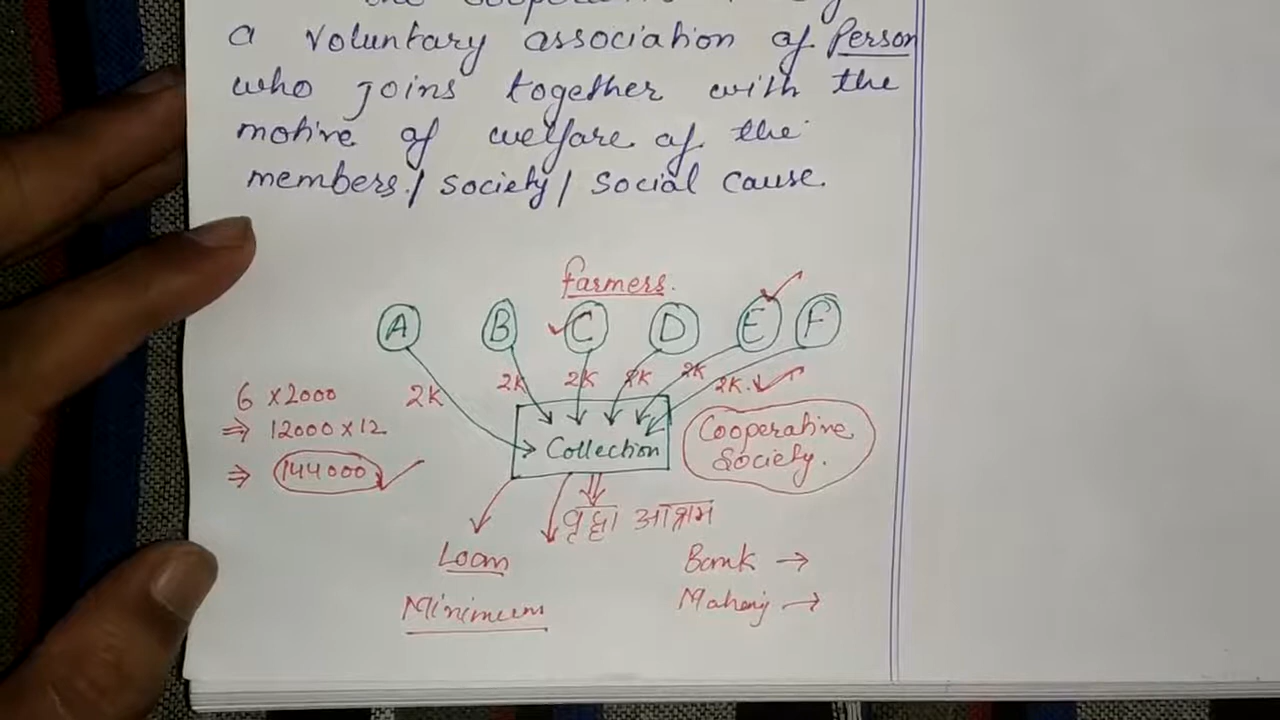 the cooperative
a voluntary association of Person
who joins together with the
motive of welfare of the
members / society / social cause.
farmers.
A B C D E F
2K 2K 2K 2K 2K 2K.
6 x 2000
⇒ 12000 x 12
⇒ 144000
Collection
Cooperative
Society.
वृद्धा आश्रम
Loan
Minimum
Bank →
→